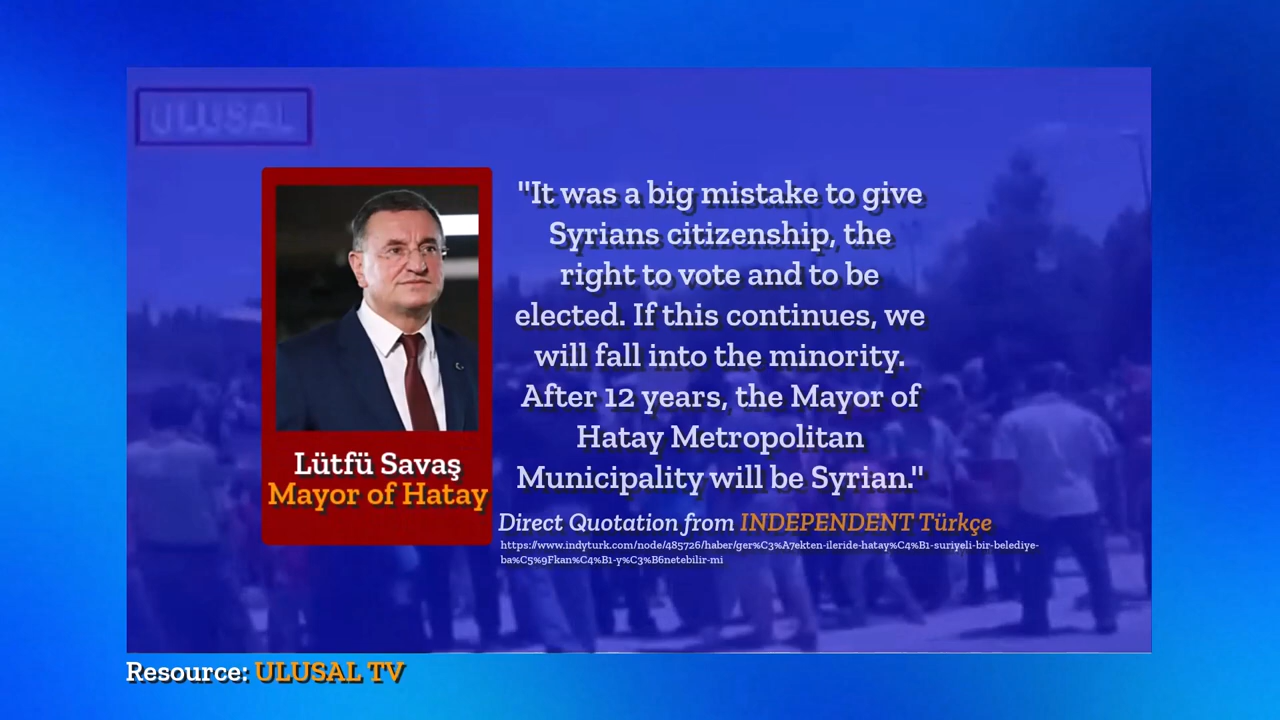 ULUSAL
"It was a big mistake to give
Syrians citizenship, the
right to vote and to be
elected. If this continues, we
will fall into the minority.
After 12 years, the Mayor of
Hatay Metropolitan
Municipality will be Syrian."
Lütfü Savaş
Mayor of Hatay
Direct Quotation from INDEPENDENT Türkçe
https://www.indyturk.com/node/485726/haber/ger%C3%A7ekten-ileride-hatay%C4%B1-suriyeli-bir-belediye-
ba%C5%9Fkan%C4%B1-y%C3%B6netebilir-mi
Resource: ULUSAL TV